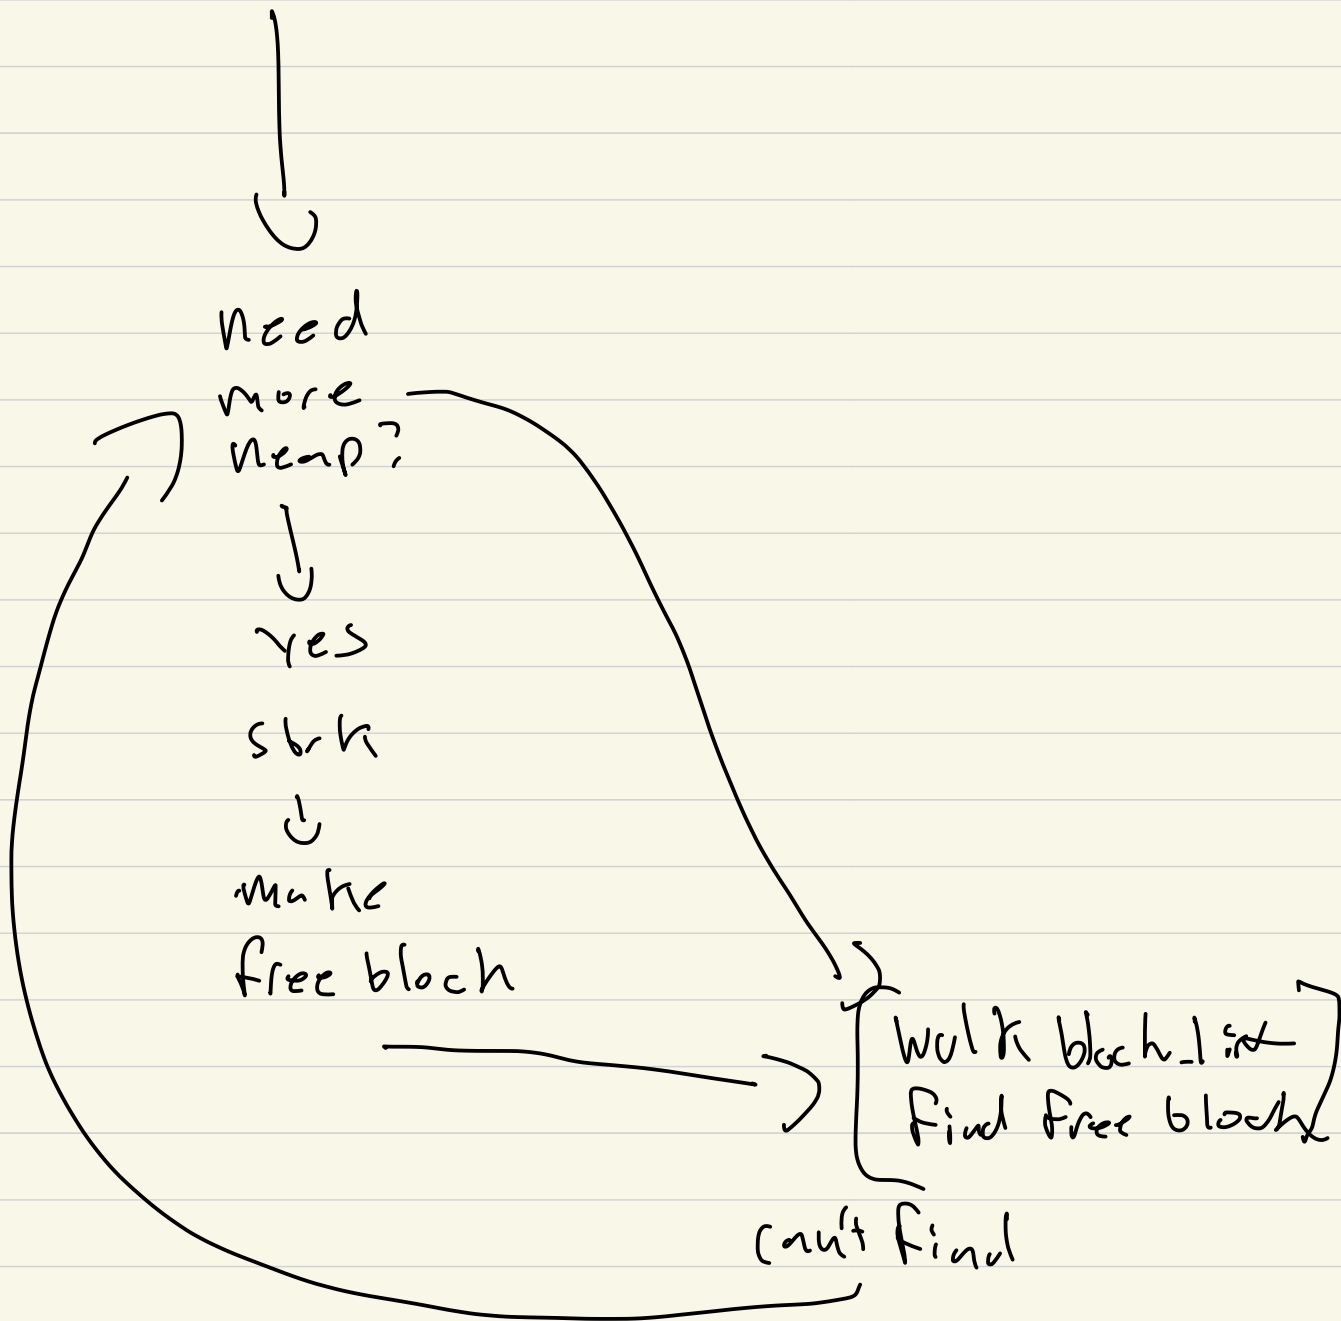 need
more
heap?
yes
sbrk
make
free block
walk block_list
find free block
can't find